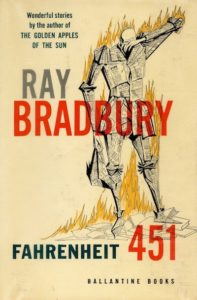 Wonderful stories
by the author of
THE GOLDEN APPLES
OF THE SUN
RAY
BRADBURY
FAHRENHEIT 451
BALLANTINE BOOKS